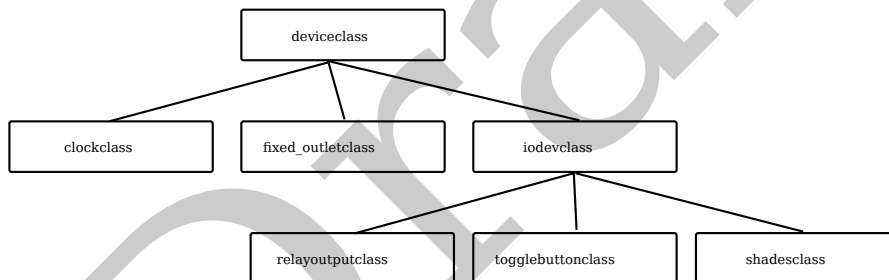 deviceclass
clockclass fixed_outletclass iodevclass
relayoutputclass togglebuttonclass shadesclass